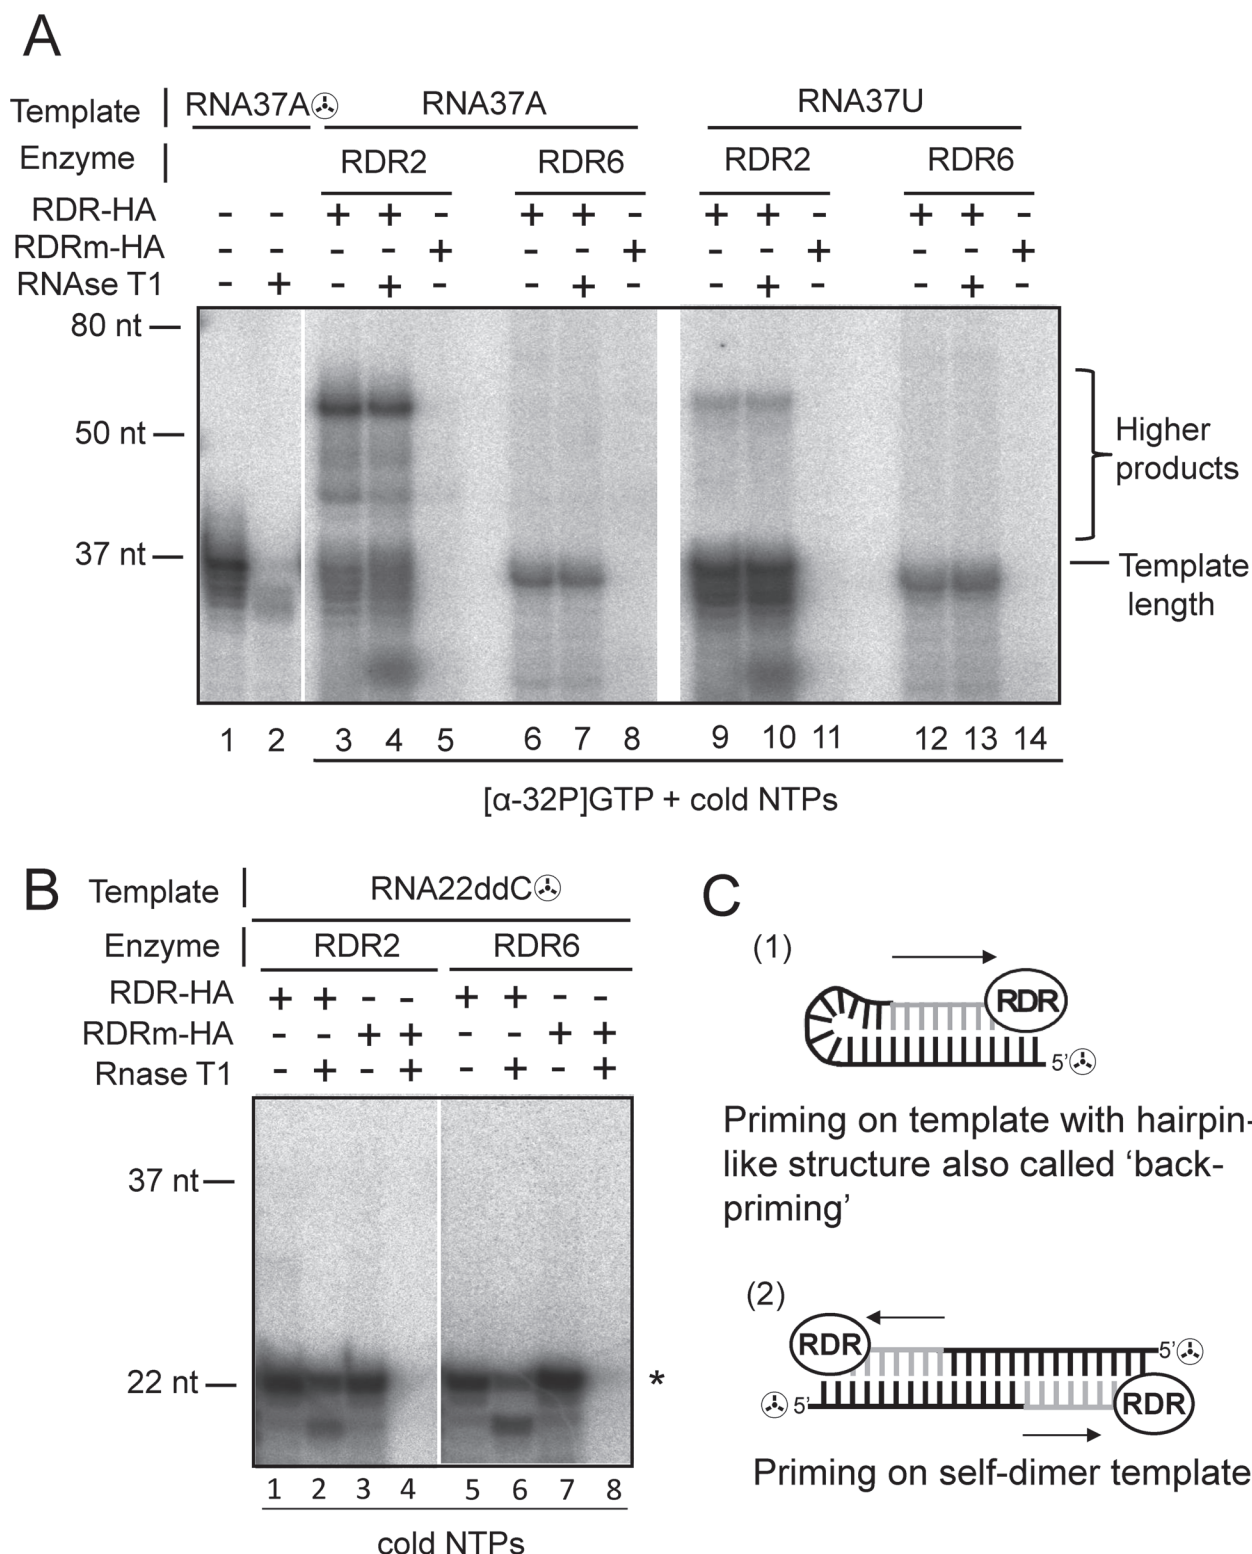 A
Template | RNA37A RNA37A RNA37U
Enzyme | RDR2 RDR6 RDR2 RDR6
RDR-HA - - + + - + + - + + - + + -
RDRm-HA - - - - + - - + - - + - - +
RNAse T1 - + - + - - + - - + - - + -
80 nt
50 nt
37 nt
Higher
products
Template
length
1 2 3 4 5 6 7 8 9 10 11 12 13 14
[α-32P]GTP + cold NTPs
B
Template | RNA22ddC
Enzyme | RDR2 RDR6
RDR-HA + + - - + + - -
RDRm-HA - - + + - - + +
Rnase T1 - + - + - + - +
37 nt
22 nt
*
1 2 3 4 5 6 7 8
cold NTPs
C
(1)
RDR
5'
Priming on template with hairpin-
like structure also called ‘back-
priming’
(2)
RDR 5'
5' RDR
Priming on self-dimer template